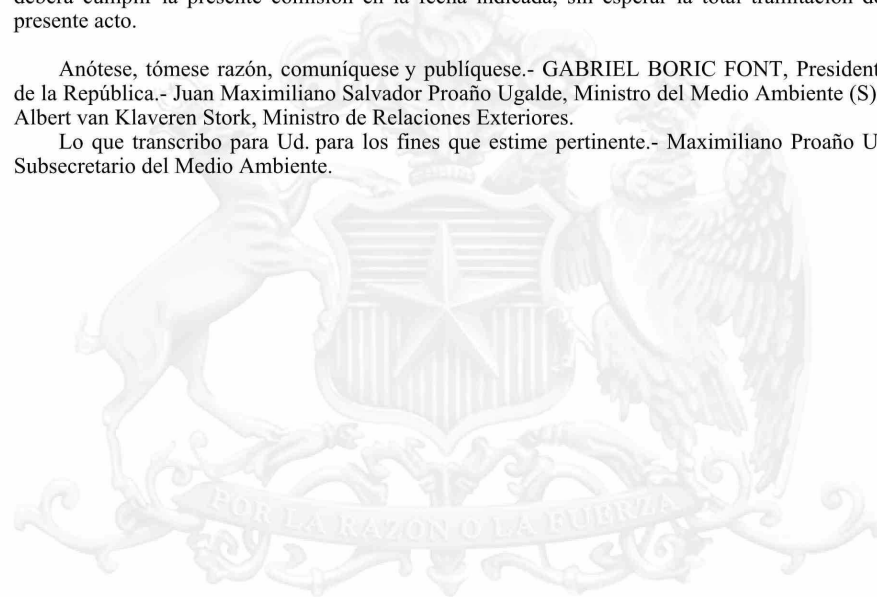 deberá cumplir la presente comisión en la fecha indicada, sin esperar la total tramitación de
presente acto.
Anótese, tómese razón, comuníquese y publíquese.- GABRIEL BORIC FONT, President
de la República.- Juan Maximiliano Salvador Proaño Ugalde, Ministro del Medio Ambiente (S)
Albert van Klaveren Stork, Ministro de Relaciones Exteriores.
Lo que transcribo para Ud. para los fines que estime pertinente.- Maximiliano Proaño U
Subsecretario del Medio Ambiente.
POR LA RAZÓN O LA FUERZA